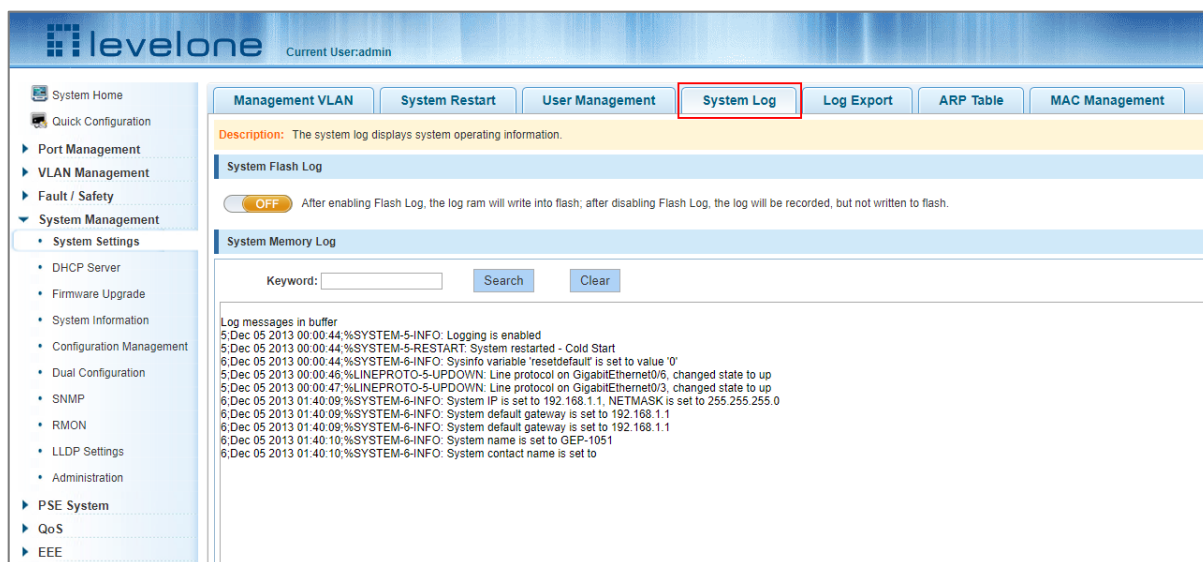 levelone Current User:admin
System Home
Quick Configuration
Port Management
VLAN Management
Fault / Safety
System Management
System Settings
DHCP Server
Firmware Upgrade
System Information
Configuration Management
Dual Configuration
SNMP
RMON
LLDP Settings
Administration
PSE System
QoS
EEE
Management VLAN System Restart User Management System Log Log Export ARP Table MAC Management
Description: The system log displays system operating information.
System Flash Log
OFF After enabling Flash Log, the log ram will write into flash; after disabling Flash Log, the log will be recorded, but not written to flash.
System Memory Log
Keyword: Search Clear
Log messages in buffer
5;Dec 05 2013 00:00:44;%SYSTEM-5-INFO: Logging is enabled
5;Dec 05 2013 00:00:44;%SYSTEM-5-RESTART: System restarted - Cold Start
6;Dec 05 2013 00:00:44;%SYSTEM-6-INFO: Sysinfo variable 'resetdefault' is set to value '0'
5;Dec 05 2013 00:00:46;%LINEPROTO-5-UPDOWN: Line protocol on GigabitEthernet0/6, changed state to up
5;Dec 05 2013 00:00:47;%LINEPROTO-5-UPDOWN: Line protocol on GigabitEthernet0/3, changed state to up
6;Dec 05 2013 01:40:09;%SYSTEM-6-INFO: System IP is set to 192.168.1.1, NETMASK is set to 255.255.255.0
6;Dec 05 2013 01:40:09;%SYSTEM-6-INFO: System default gateway is set to 192.168.1.1
6;Dec 05 2013 01:40:09;%SYSTEM-6-INFO: System default gateway is set to 192.168.1.1
6;Dec 05 2013 01:40:10;%SYSTEM-6-INFO: System name is set to GEP-1051
6;Dec 05 2013 01:40:10;%SYSTEM-6-INFO: System contact name is set to